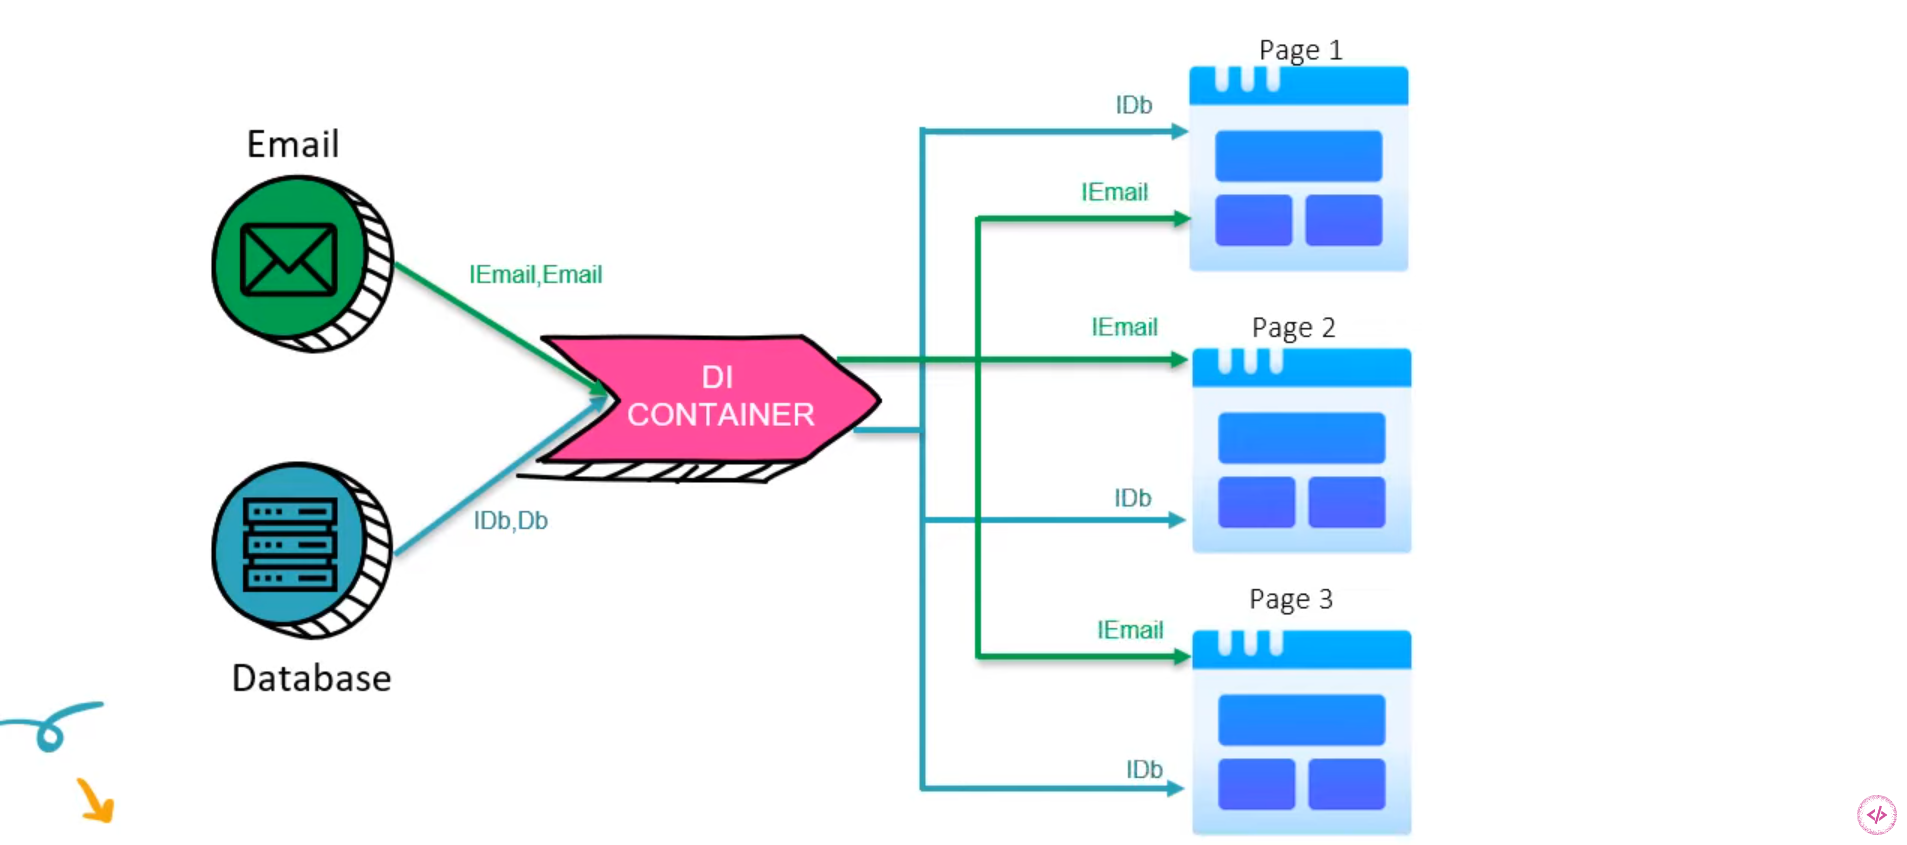 Page 1
IDb
Email
IEmail
IEmail,Email
IEmail
Page 2
DI
CONTAINER
IDb
IDb,Db
Page 3
IEmail
Database
IDb
</>